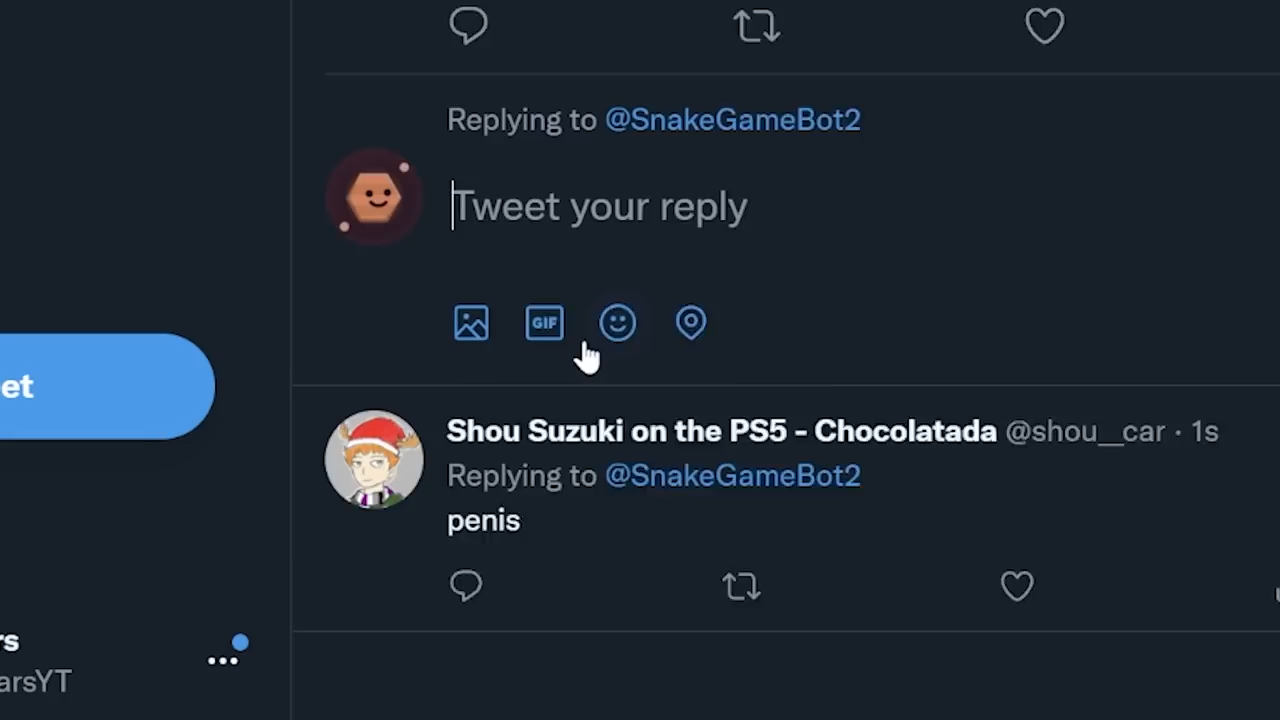 Replying to @SnakeGameBot2
Tweet your reply
GIF
et
Shou Suzuki on the PS5 - Chocolatada @shou__car · 1s
Replying to @SnakeGameBot2
penis
rs
arsYT